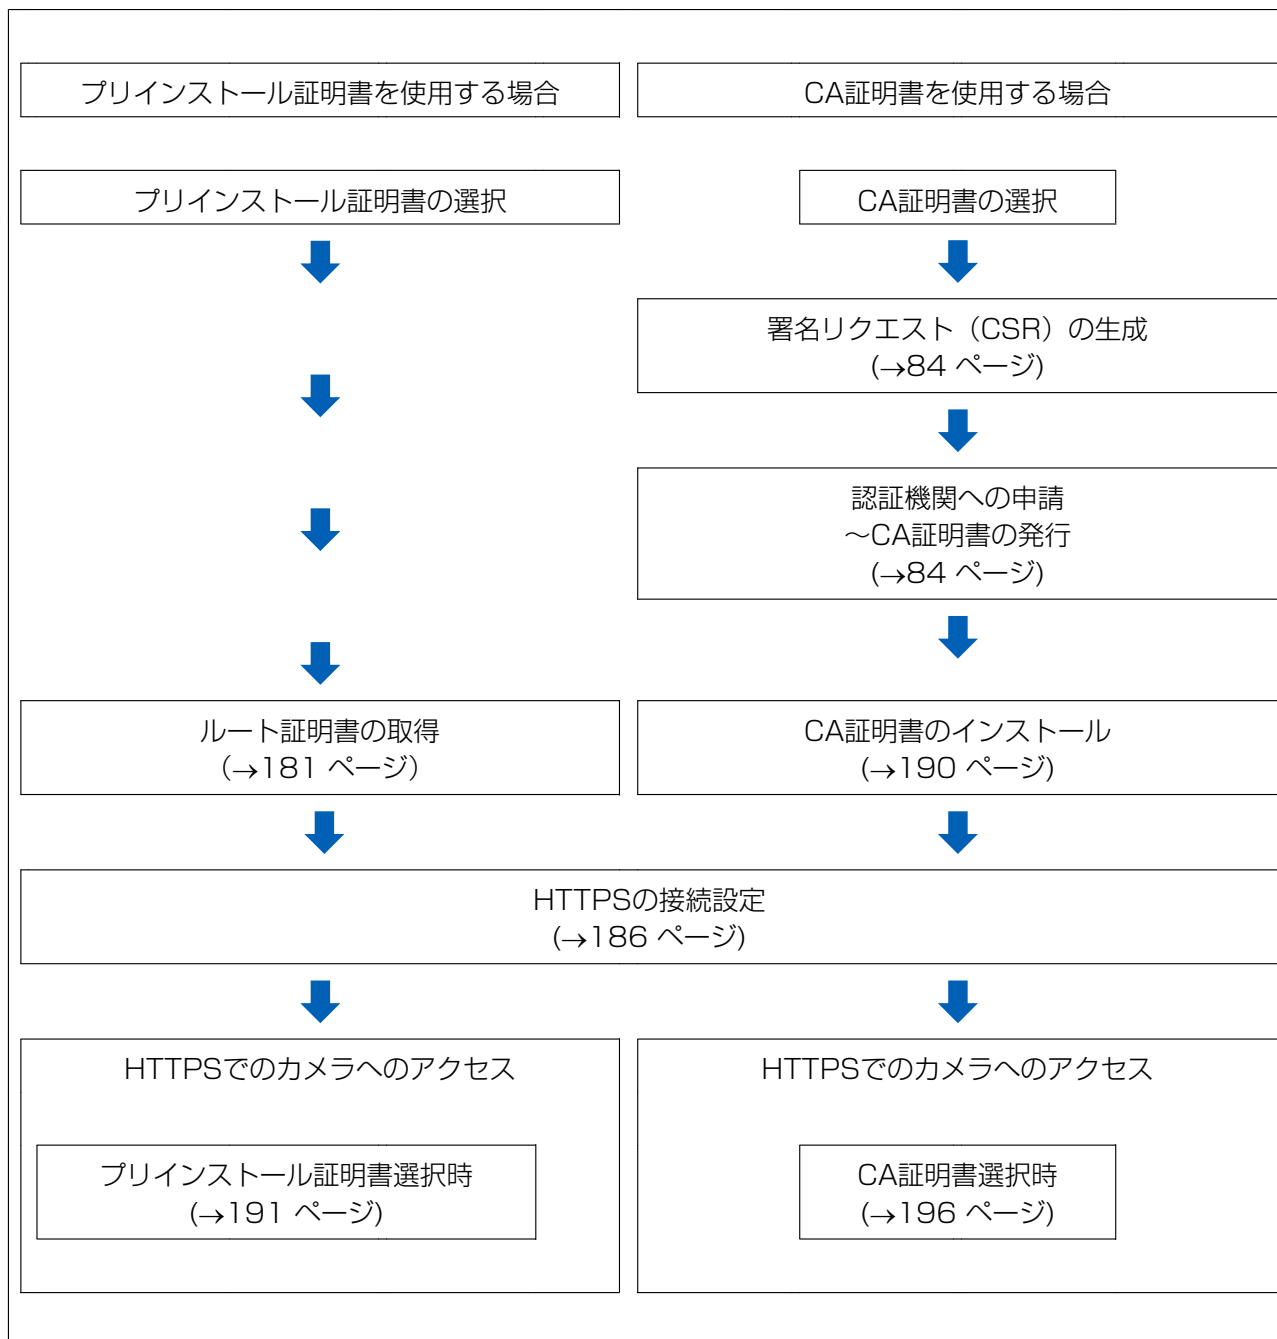 プリインストール証明書を使用する場合
CA証明書を使用する場合
プリインストール証明書の選択
CA証明書の選択
署名リクエスト（CSR）の生成
(→84 ページ)
認証機関への申請
～CA証明書の発行
(→84 ページ)
ルート証明書の取得
（→181 ページ）
CA証明書のインストール
(→190 ページ)
HTTPSの接続設定
(→186 ページ)
HTTPSでのカメラへのアクセス
プリインストール証明書選択時
(→191 ページ)
HTTPSでのカメラへのアクセス
CA証明書選択時
(→196 ページ)